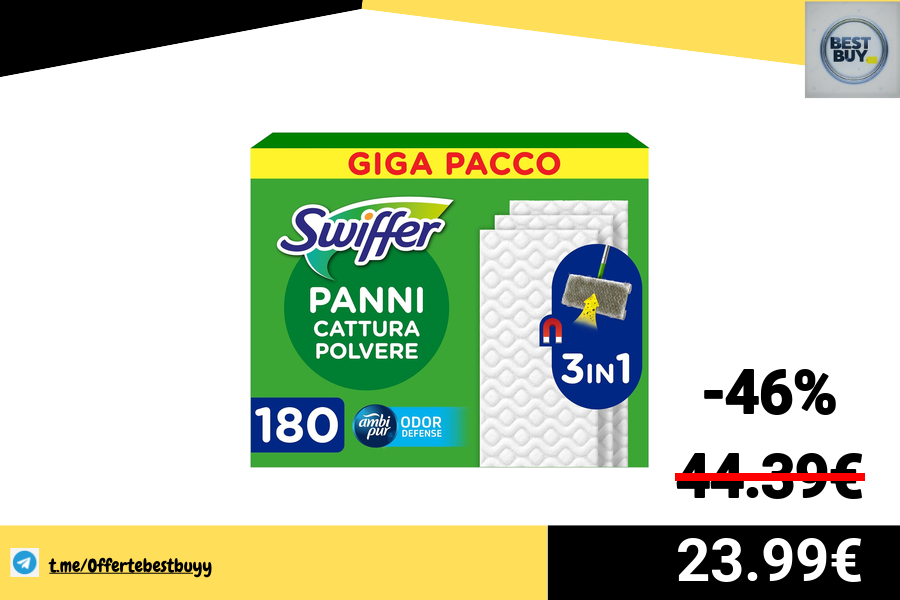 BEST
BUY
GIGA PACCO
Swiffer
PANNI
CATTURA
POLVERE
3IN1
180
ambi
pur
ODOR
DEFENSE
-46%
44.39€
23.99€
t.me/Offertebestbuyy